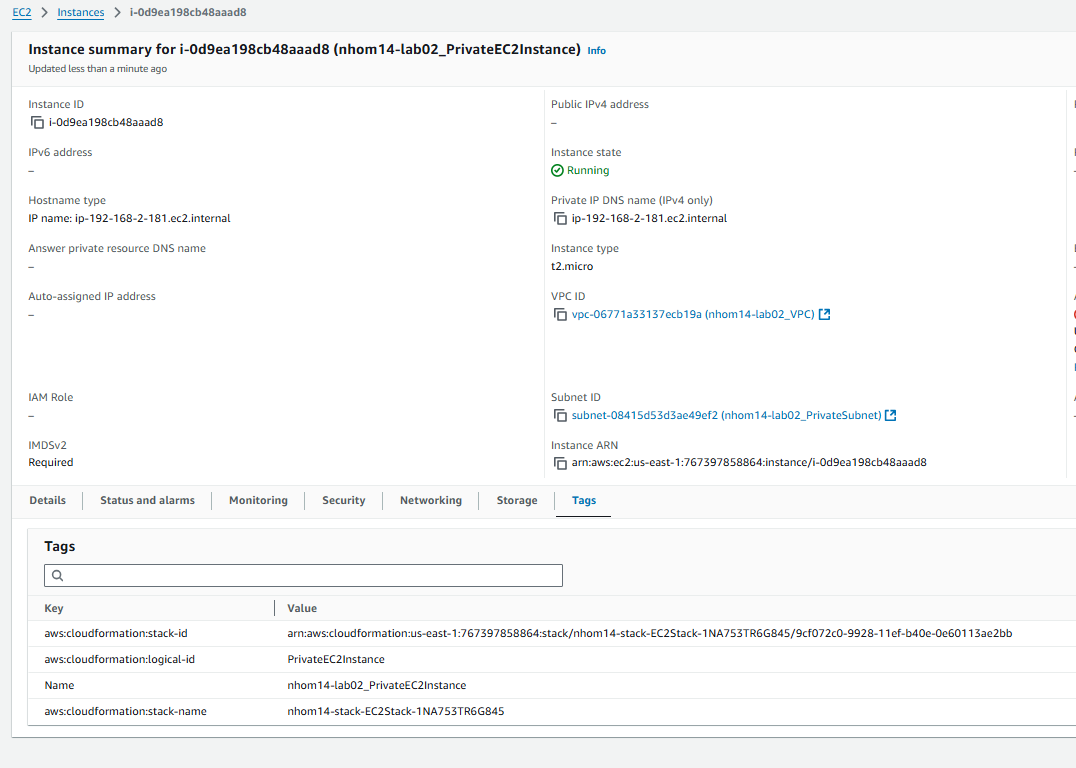 EC2 > Instances > i-0d9ea198cb48aaad8
Instance summary for i-0d9ea198cb48aaad8 (nhom14-lab02_PrivateEC2Instance) Info
Updated less than a minute ago
Instance ID
i-0d9ea198cb48aaad8
Public IPv4 address
–
IPv6 address
–
Instance state
Running
Hostname type
IP name: ip-192-168-2-181.ec2.internal
Private IP DNS name (IPv4 only)
ip-192-168-2-181.ec2.internal
Answer private resource DNS name
–
Instance type
t2.micro
Auto-assigned IP address
–
VPC ID
vpc-06771a33137ecb19a (nhom14-lab02_VPC)
IAM Role
–
Subnet ID
subnet-08415d53d3ae49ef2 (nhom14-lab02_PrivateSubnet)
IMDSv2
Required
Instance ARN
arn:aws:ec2:us-east-1:767397858864:instance/i-0d9ea198cb48aaad8
Details Status and alarms Monitoring Security Networking Storage Tags
Tags
Key Value
aws:cloudformation:stack-id arn:aws:cloudformation:us-east-1:767397858864:stack/nhom14-stack-EC2Stack-1NA753TR6G845/9cf072c0-9928-11ef-b40e-0e60113ae2bb
aws:cloudformation:logical-id PrivateEC2Instance
Name nhom14-lab02_PrivateEC2Instance
aws:cloudformation:stack-name nhom14-stack-EC2Stack-1NA753TR6G845